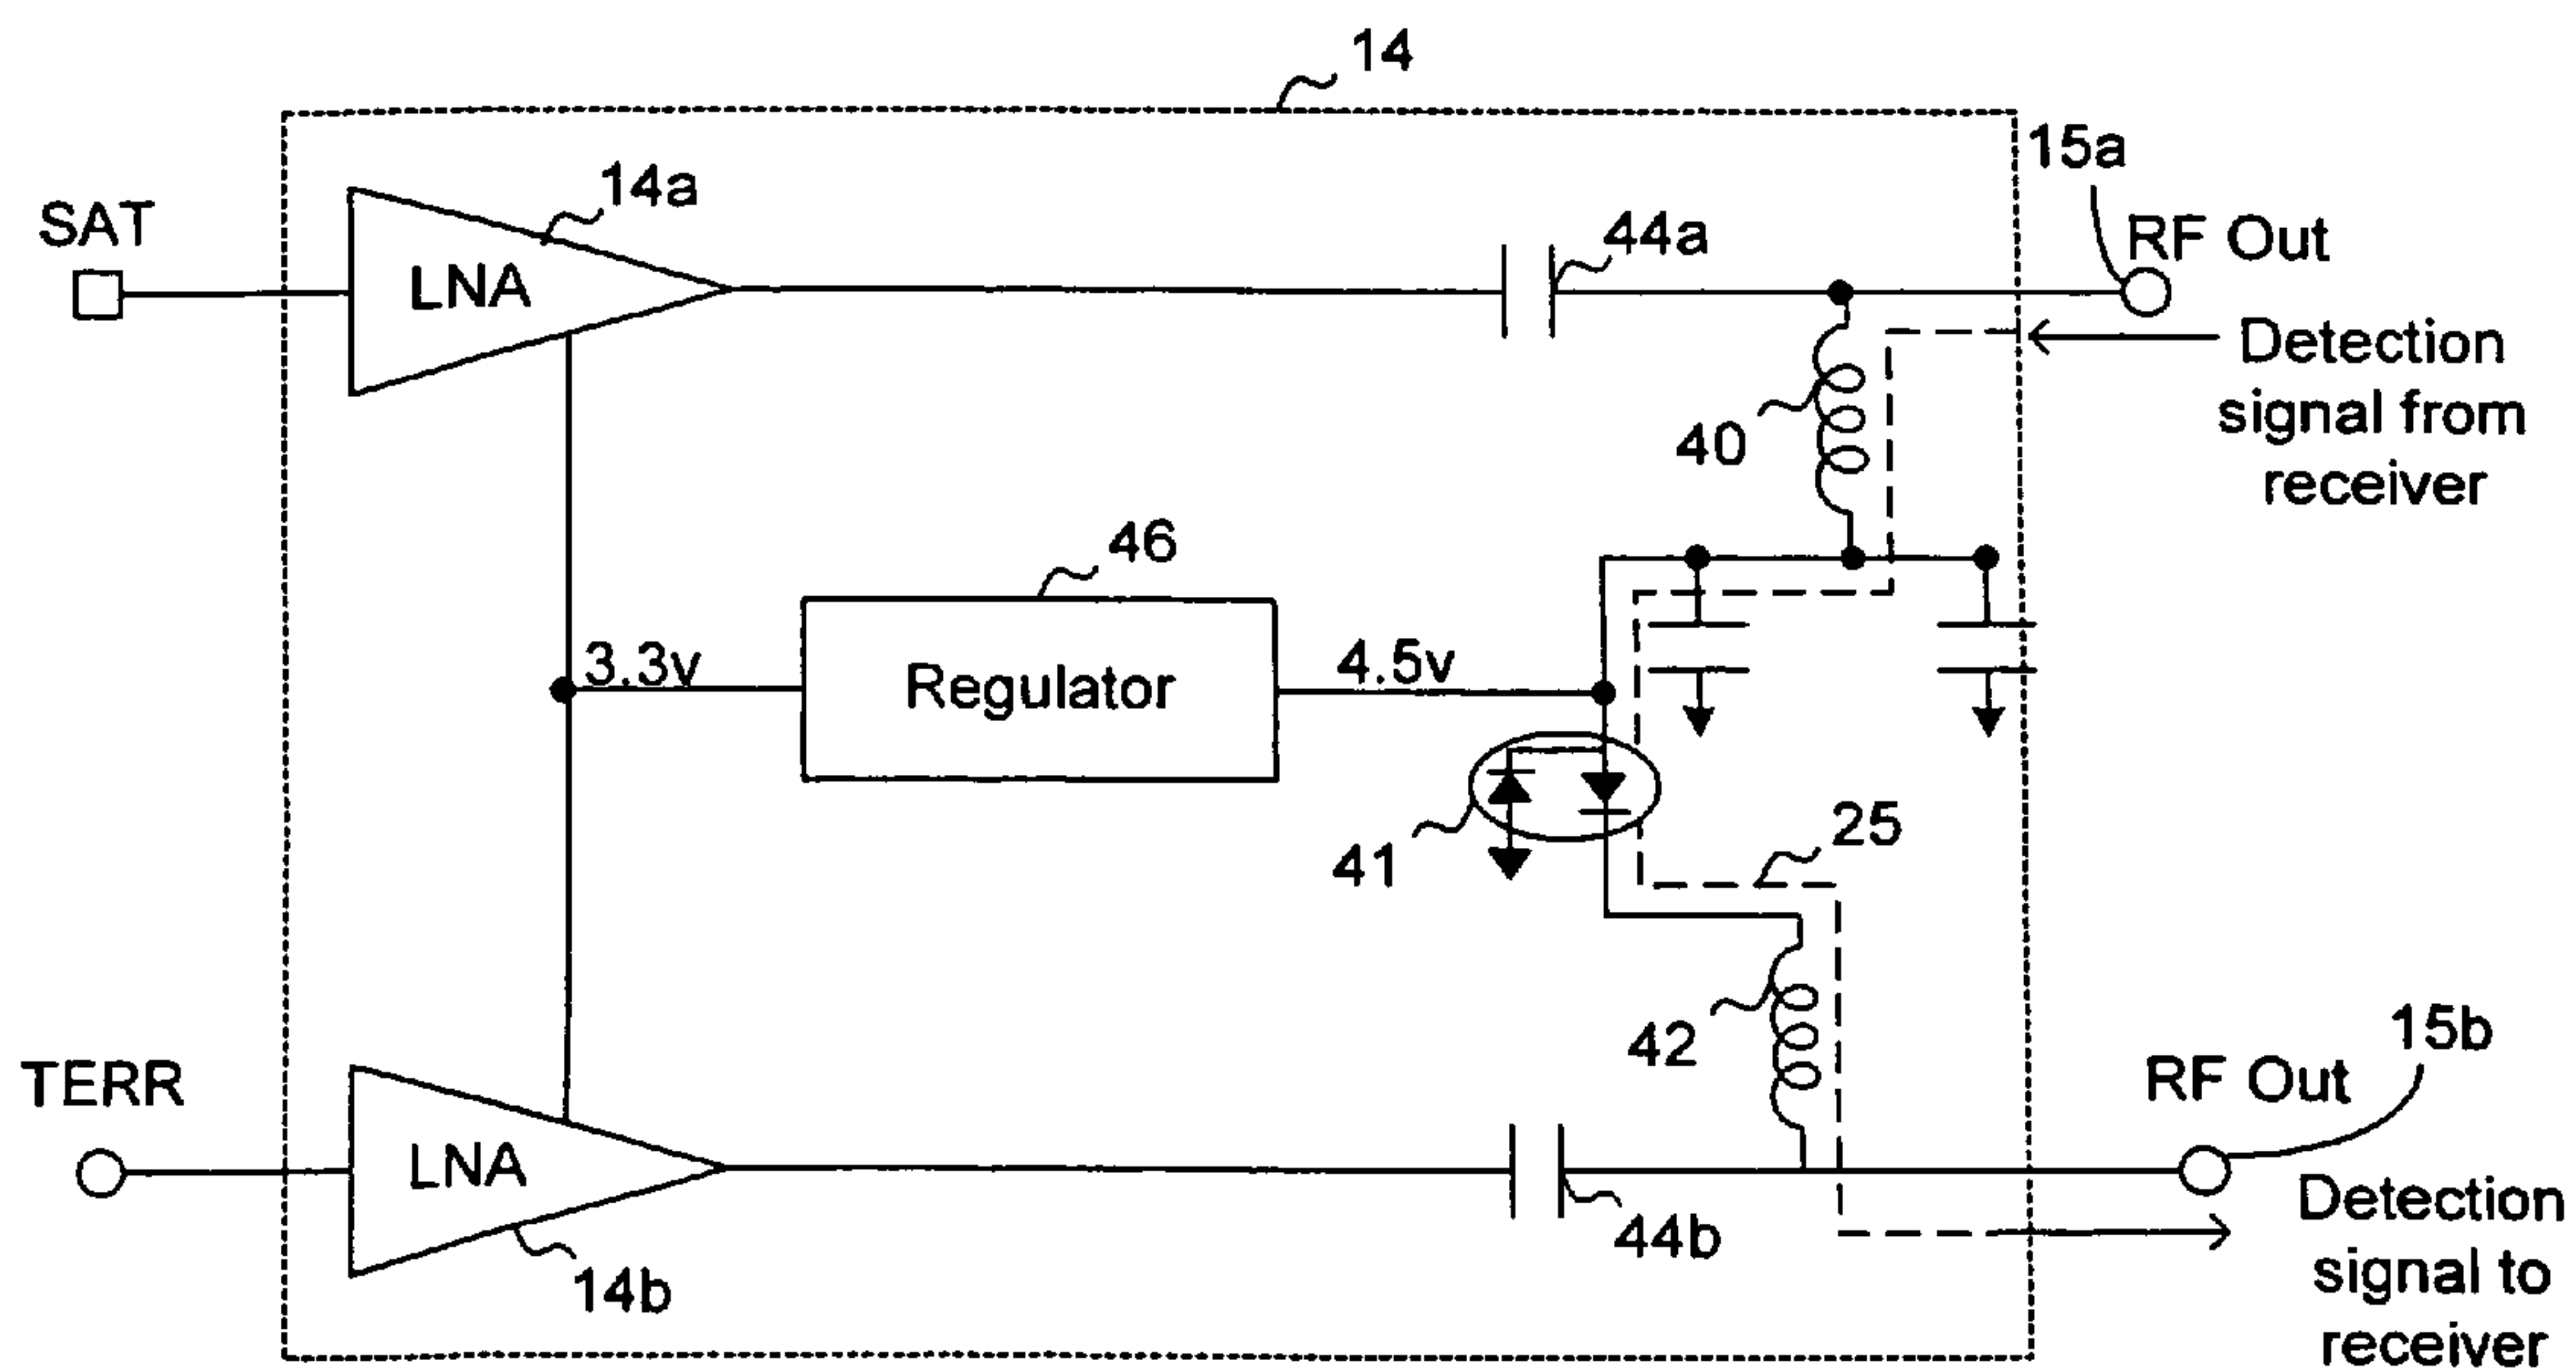 14
15a
14a
SAT
44a
RF Out
LNA
Detection
signal from
receiver
40
46
3.3v
Regulator
4.5v
41
25
42
15b
TERR
RF Out
LNA
44b
Detection
signal to
receiver
14b